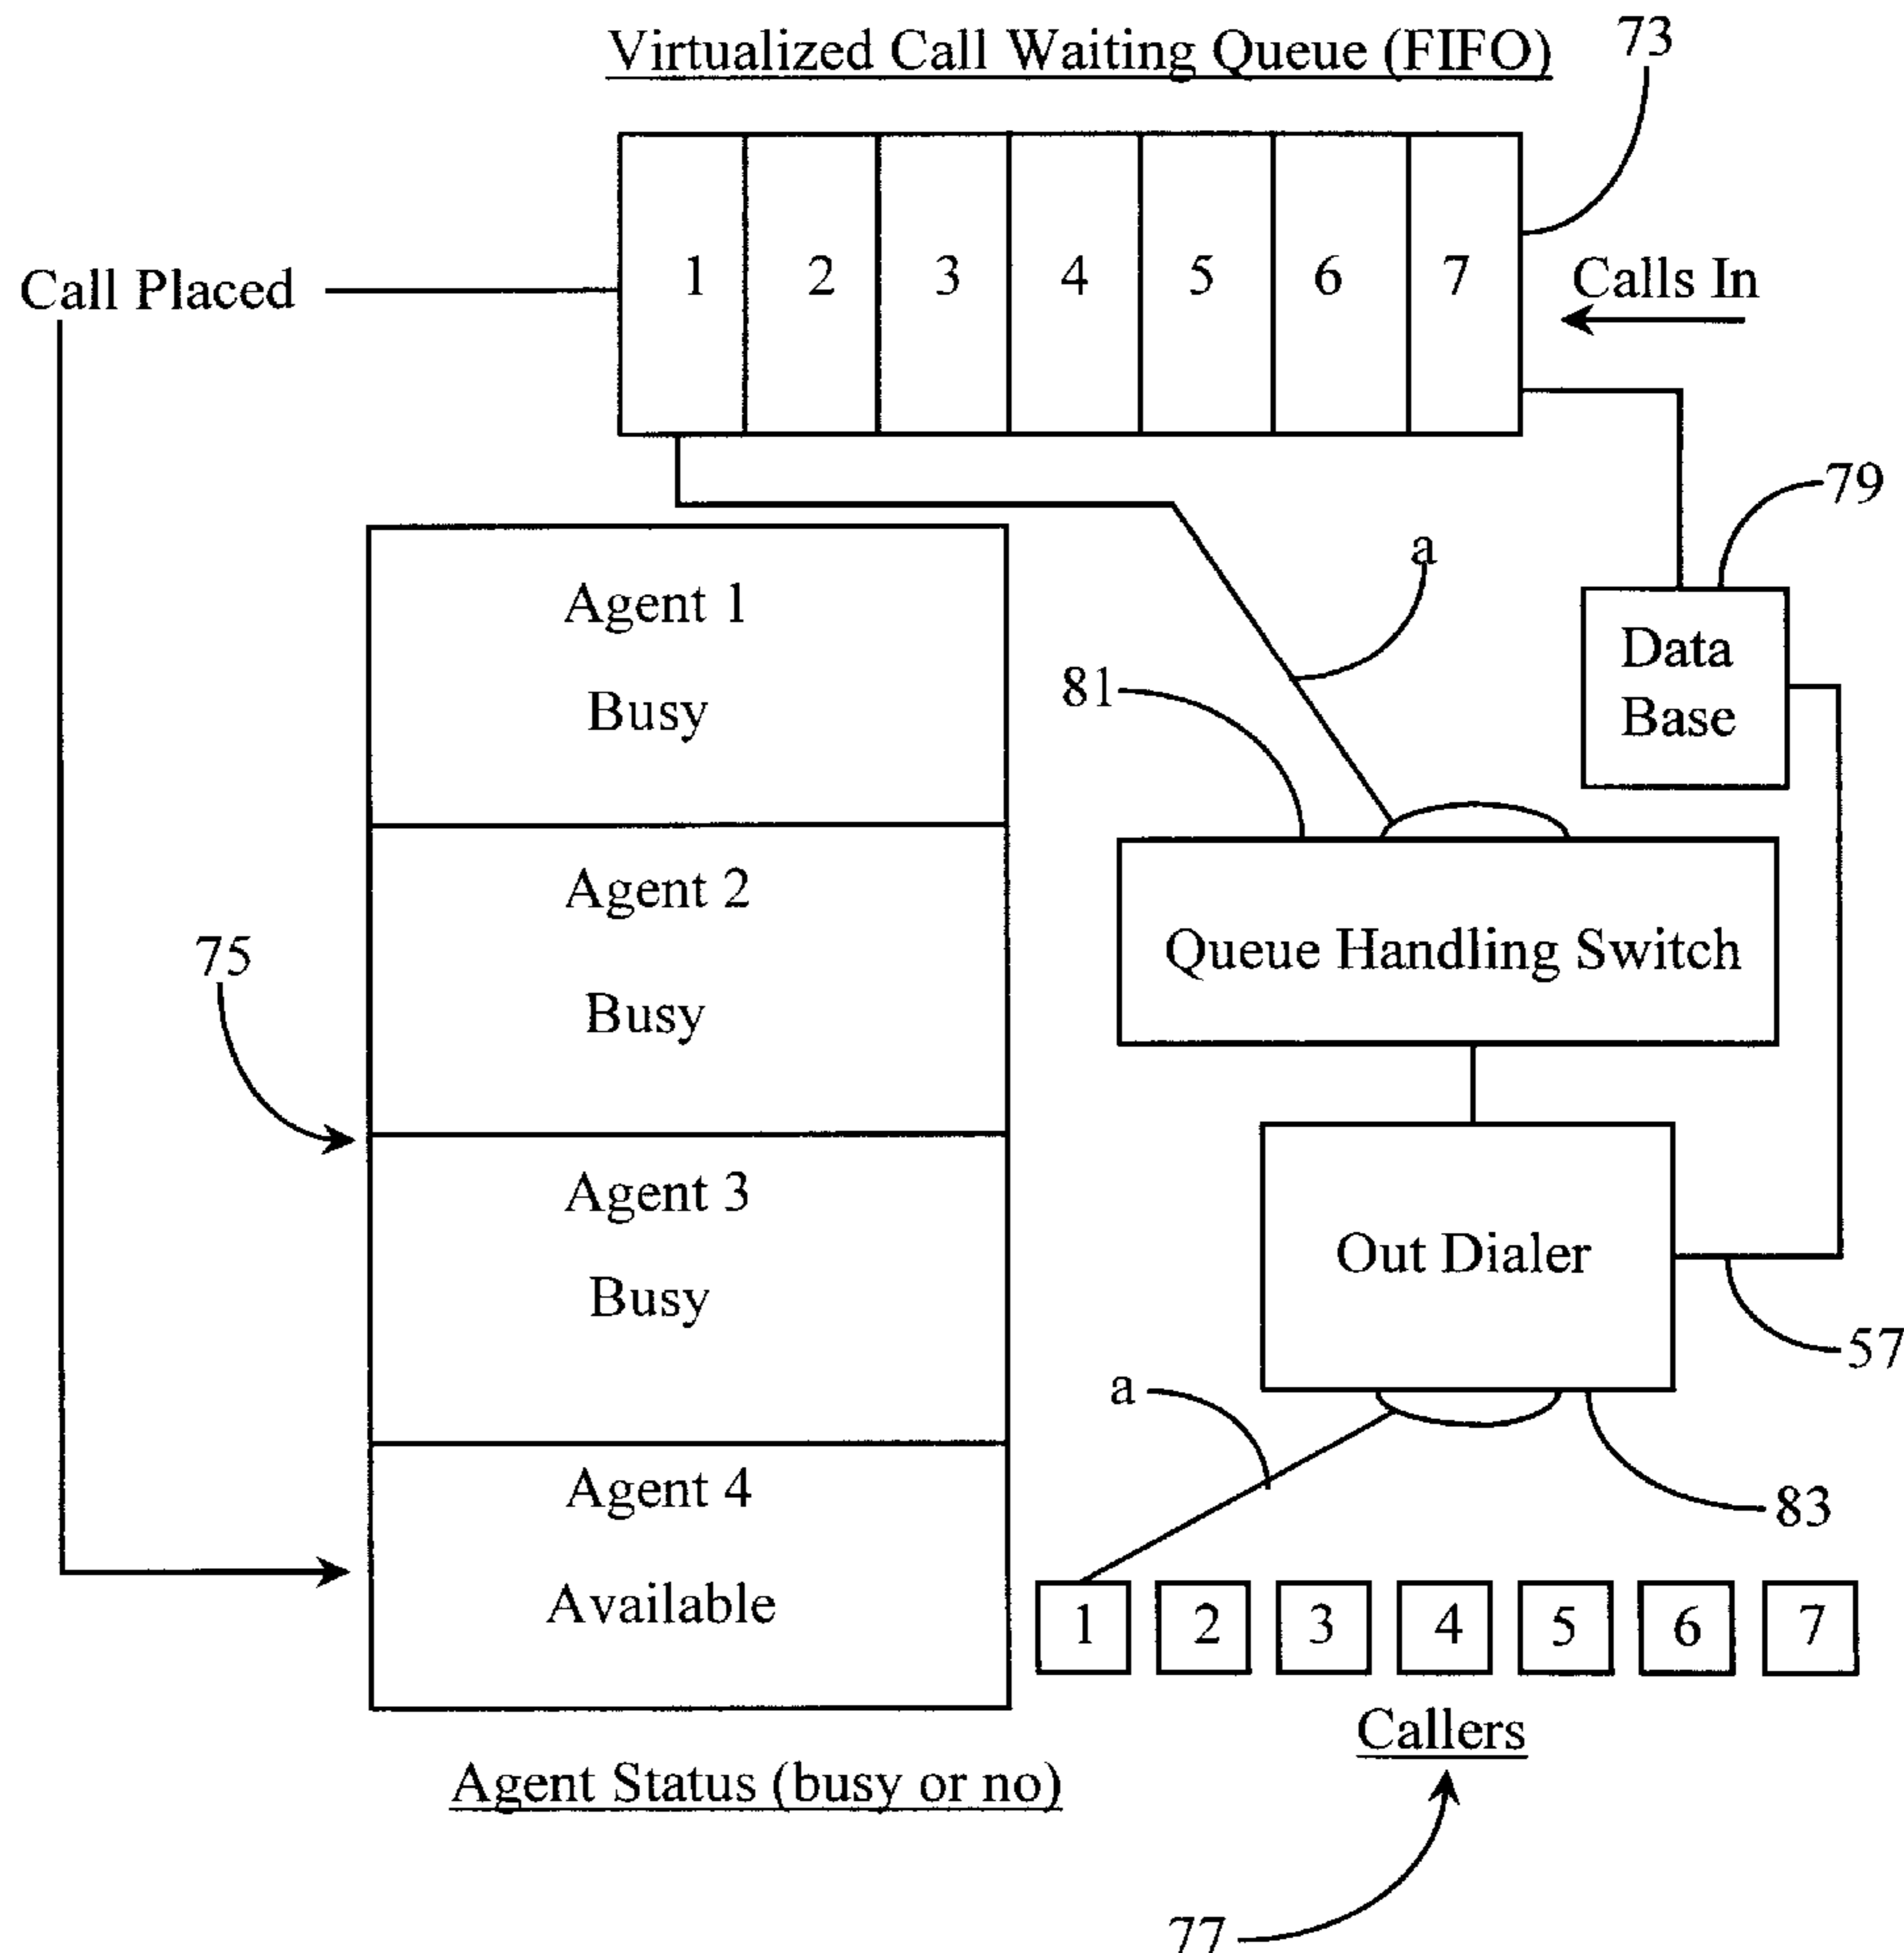 Virtualized Call Waiting Queue (FIFO)
73
Call Placed
1 2 3 4 5 6 7
Calls In
79
a
Data
Base
81
Agent 1
Busy
Agent 2
Busy
75
Agent 3
Busy
Agent 4
Available
Queue Handling Switch
Out Dialer
57
a
83
1 2 3 4 5 6 7
Callers
Agent Status (busy or no)
77